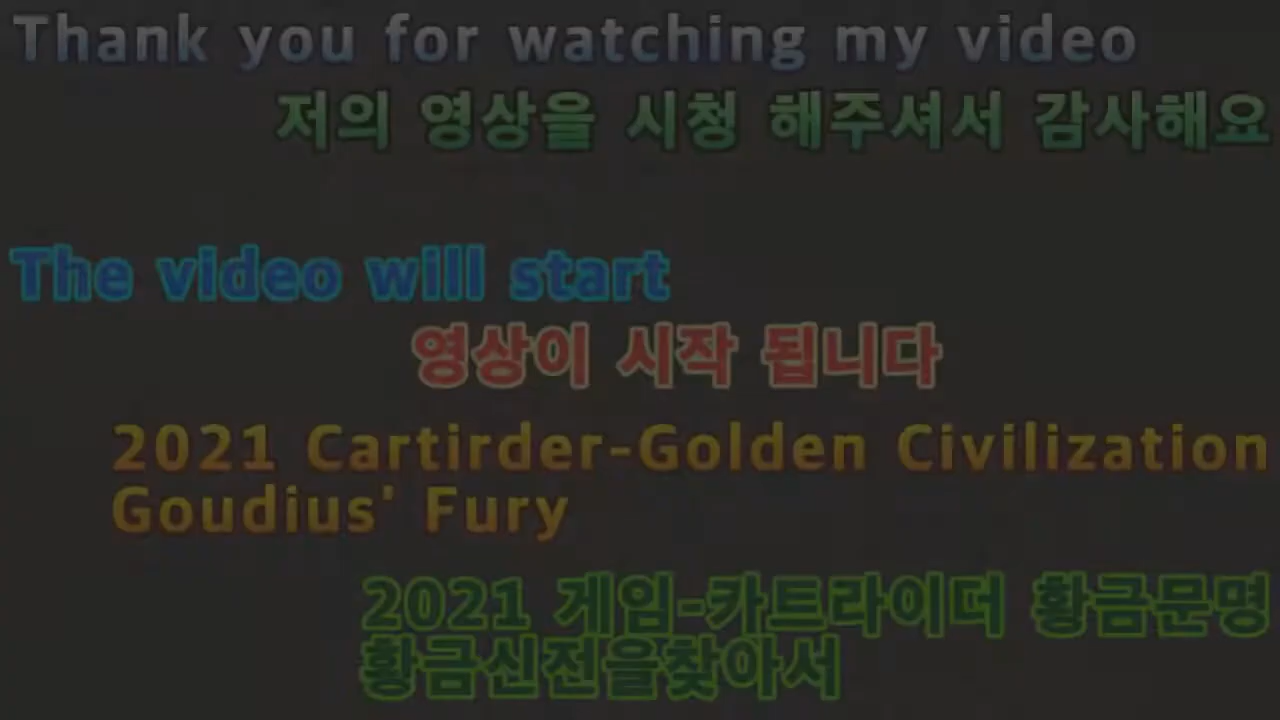 Thank you for watching my video
저의 영상을 시청 해주셔서 감사해요
The video will start
영상이 시작 됩니다
2021 Cartirder-Golden Civilization
Goudius' Fury
2021 게임-카트라이더 황금문명
황금신전을찾아서